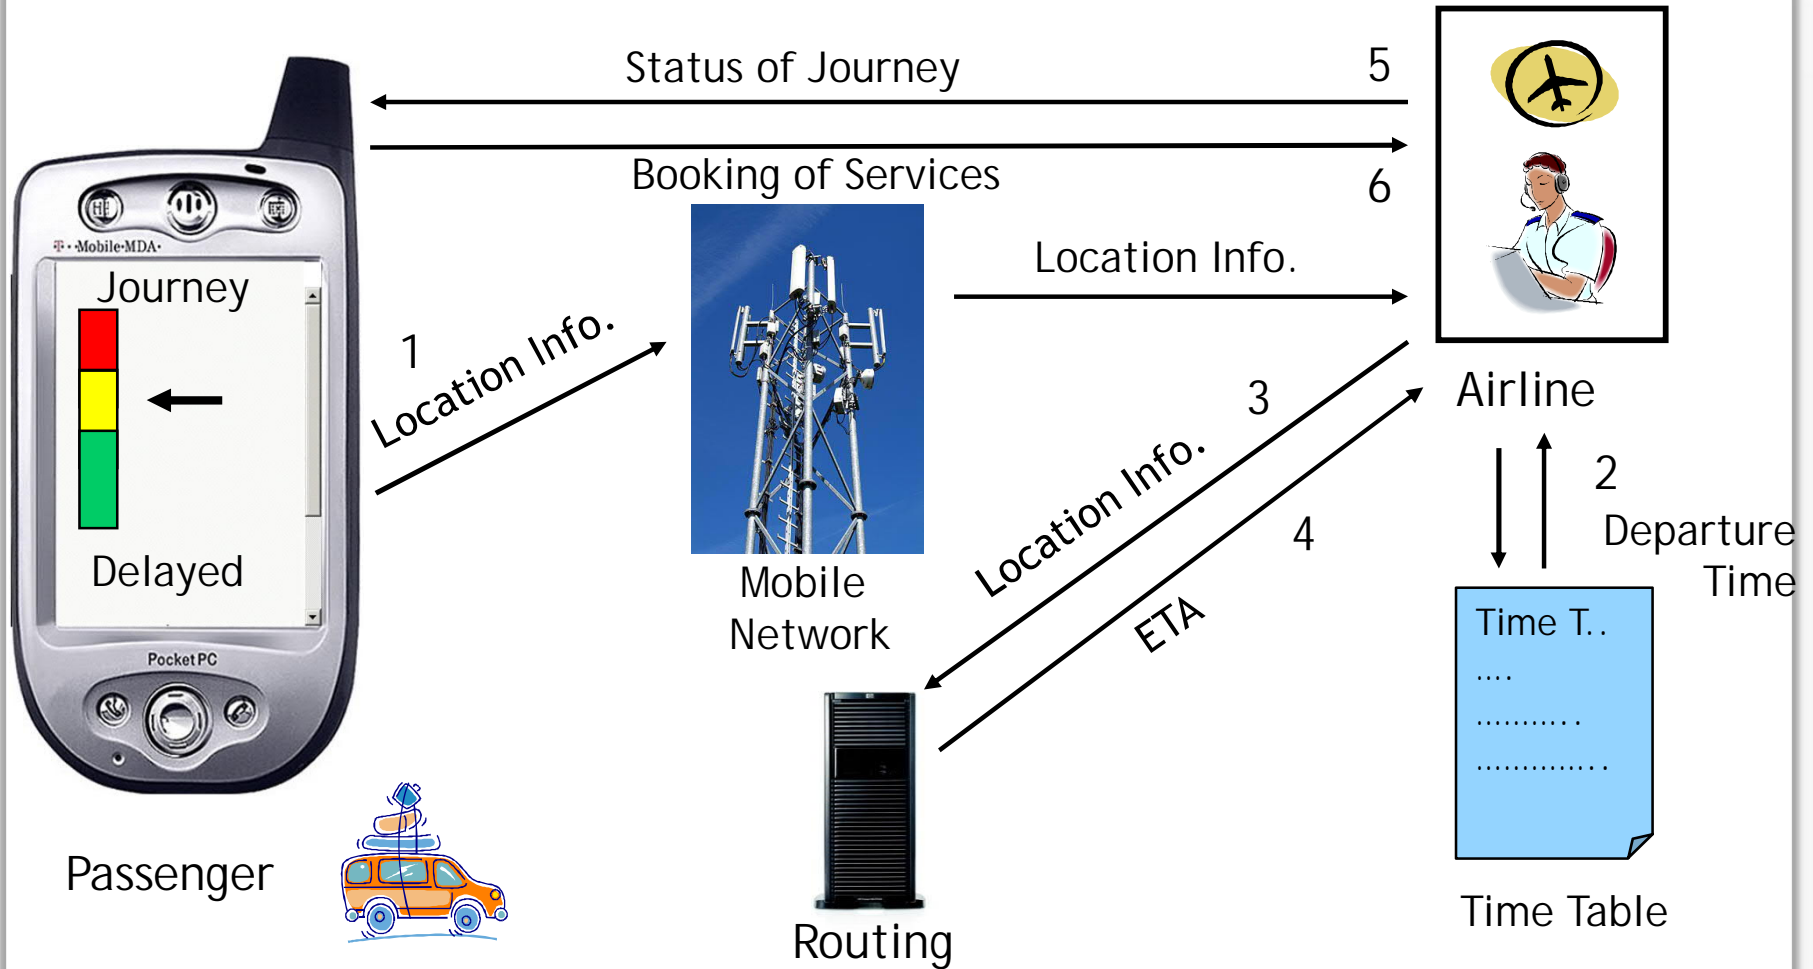 Status of Journey
5
Booking of Services
6
T··Mobile·MDA·
Journey
Delayed
Pocket PC
1
Location Info.
Location Info.
Mobile
Network
3
Location Info.
4
ETA
Airline
2
Departure
Time
Time T..
....
...........
..............
Time Table
Passenger
Routing